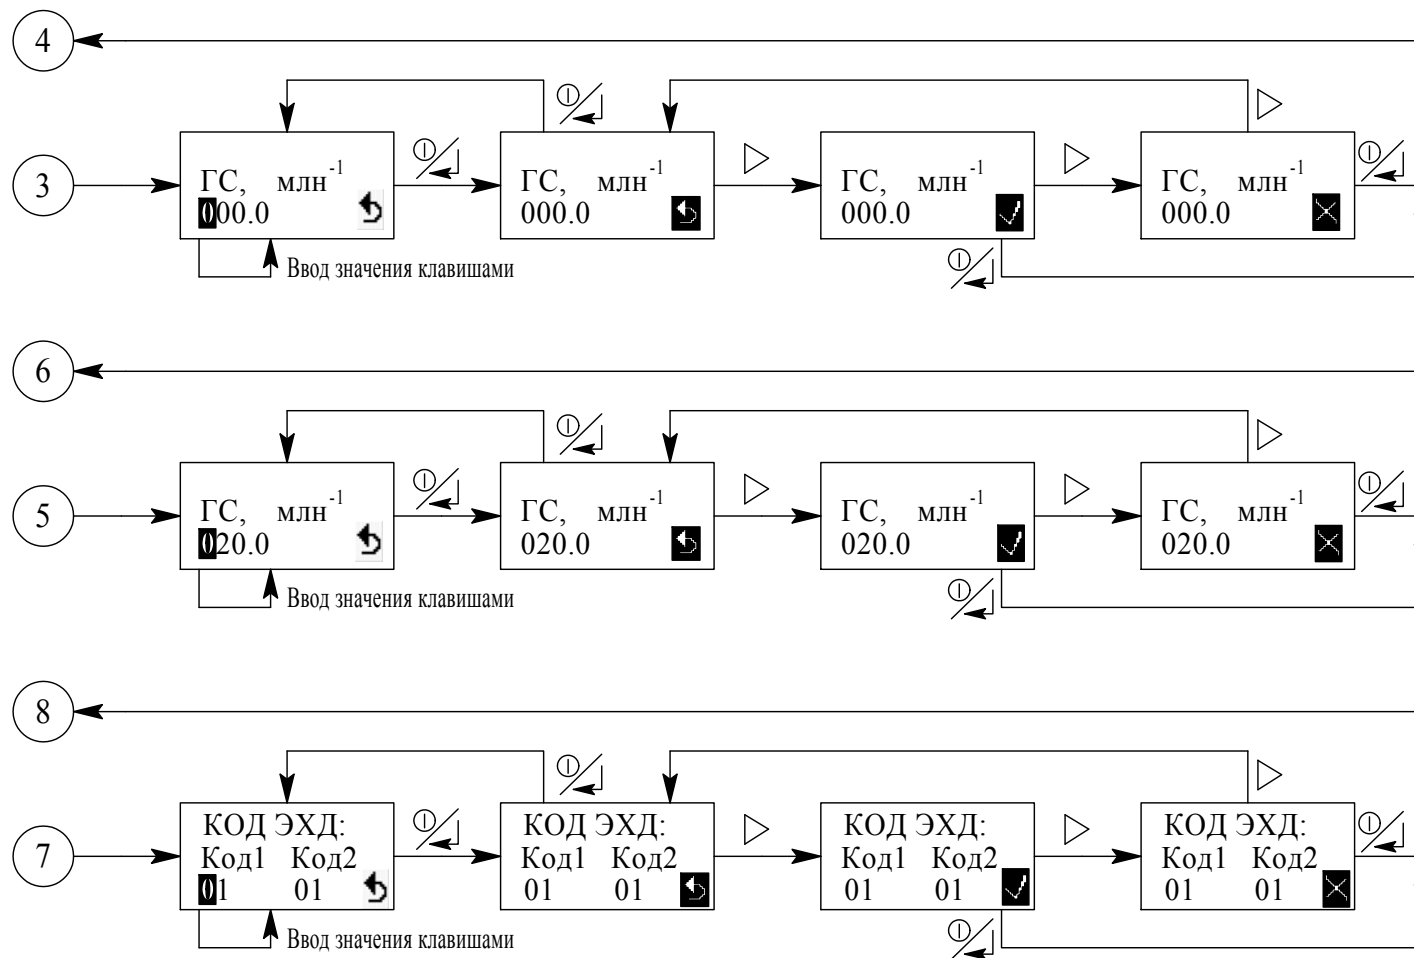 4
3
ГС, млн-1
000.0
Ввод значения клавишами
ГС, млн-1
000.0
ГС, млн-1
000.0
ГС, млн-1
000.0
6
5
ГС, млн-1
020.0
Ввод значения клавишами
ГС, млн-1
020.0
ГС, млн-1
020.0
ГС, млн-1
020.0
8
7
КОД ЭХД:
Код1 Код2
01 01
Ввод значения клавишами
КОД ЭХД:
Код1 Код2
01 01
КОД ЭХД:
Код1 Код2
01 01
КОД ЭХД:
Код1 Код2
01 01